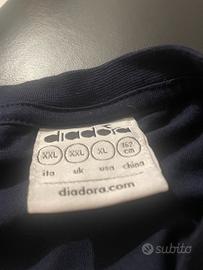 diadora
XXL XXL XL 162 cm
ita uk usa china
diadora.com
subito